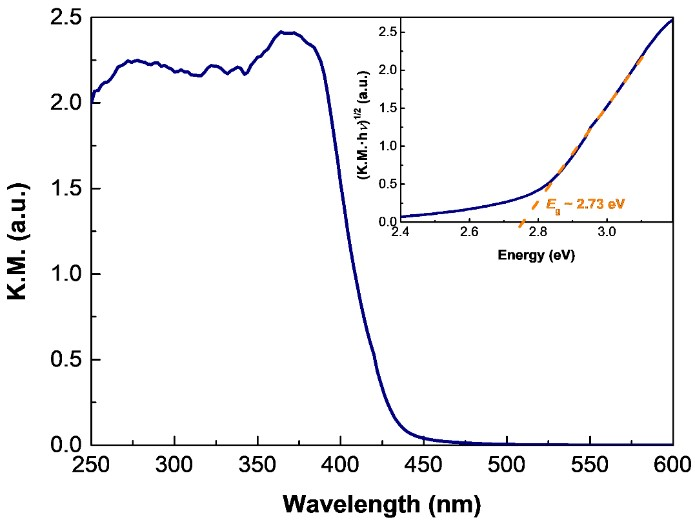 2.5
2.0
1.5
1.0
0.5
0.0
K.M. (a.u.)
250 300 350 400 450 500 550 600
Wavelength (nm)
2.5
2.0
1.5
1.0
0.5
0.0
(K.M.·hν)^1/2 (a.u.)
E_g ~ 2.73 eV
2.4 2.6 2.8 3.0
Energy (eV)